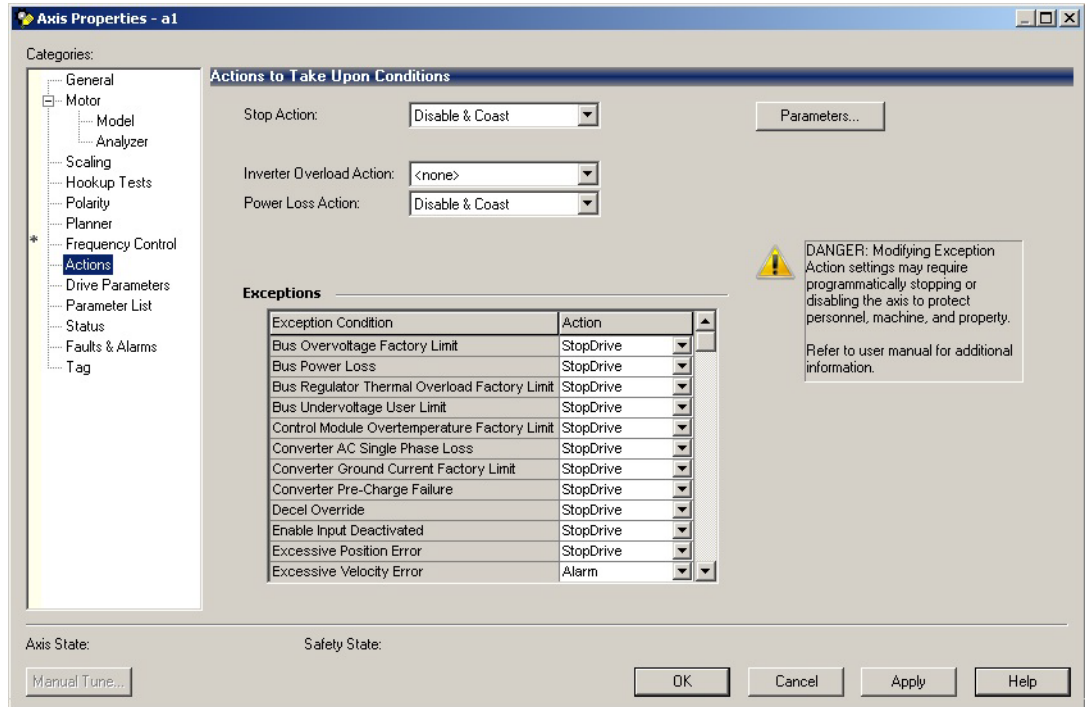 Axis Properties - a1
Categories:
General
Motor
Model
Analyzer
Scaling
Hookup Tests
Polarity
Planner
* Frequency Control
Actions
Drive Parameters
Parameter List
Status
Faults & Alarms
Tag
Actions to Take Upon Conditions
Stop Action: Disable & Coast Parameters...
Inverter Overload Action: <none>
Power Loss Action: Disable & Coast
DANGER: Modifying Exception
Action settings may require
programmatically stopping or
disabling the axis to protect
personnel, machine, and property.
Refer to user manual for additional
information.
Exceptions
Exception Condition Action
Bus Overvoltage Factory Limit StopDrive
Bus Power Loss StopDrive
Bus Regulator Thermal Overload Factory Limit StopDrive
Bus Undervoltage User Limit StopDrive
Control Module Overtemperature Factory Limit StopDrive
Converter AC Single Phase Loss StopDrive
Converter Ground Current Factory Limit StopDrive
Converter Pre-Charge Failure StopDrive
Decel Override StopDrive
Enable Input Deactivated StopDrive
Excessive Position Error StopDrive
Excessive Velocity Error Alarm
Axis State: Safety State:
Manual Tune... OK Cancel Apply Help